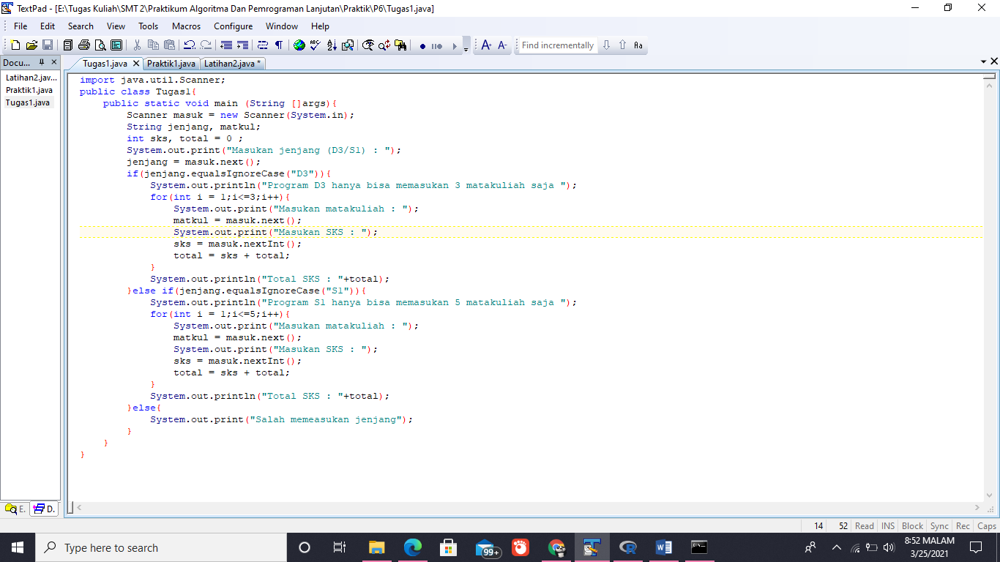 TextPad - [E:\Tugas Kuliah\SMT 2\Praktikum Algoritma Dan Pemrograman Lanjutan\Praktik\P6\Tugas1.java]
File Edit Search View Tools Macros Configure Window Help
Find incrementally
Docu...
Tugas1.java Praktik1.java Latihan2.java *
Latihan2.jav...
Praktik1.java
Tugas1.java
import java.util.Scanner;
public class Tugas1{
    public static void main (String []args){
        Scanner masuk = new Scanner(System.in);
        String jenjang, matkul;
        int sks, total = 0 ;
        System.out.print("Masukan jenjang (D3/S1) : ");
        jenjang = masuk.next();
        if(jenjang.equalsIgnoreCase("D3")){
            System.out.println("Program D3 hanya bisa memasukan 3 matakuliah saja ");
            for(int i = 1;i<=3;i++){
                System.out.print("Masukan matakuliah : ");
                matkul = masuk.next();
                System.out.print("Masukan SKS : ");
                sks = masuk.nextInt();
                total = sks + total;
            }
            System.out.println("Total SKS : "+total);
        }else if(jenjang.equalsIgnoreCase("S1")){
            System.out.println("Program S1 hanya bisa memasukan 5 matakuliah saja ");
            for(int i = 1;i<=5;i++){
                System.out.print("Masukan matakuliah : ");
                matkul = masuk.next();
                System.out.print("Masukan SKS : ");
                sks = masuk.nextInt();
                total = sks + total;
            }
            System.out.println("Total SKS : "+total);
        }else{
            System.out.print("Salah memeasukan jenjang");
        }
    }
}
E. D.
14 52 Read INS Block Sync Rec Caps
Type here to search
99+
8:52 MALAM
3/25/2021